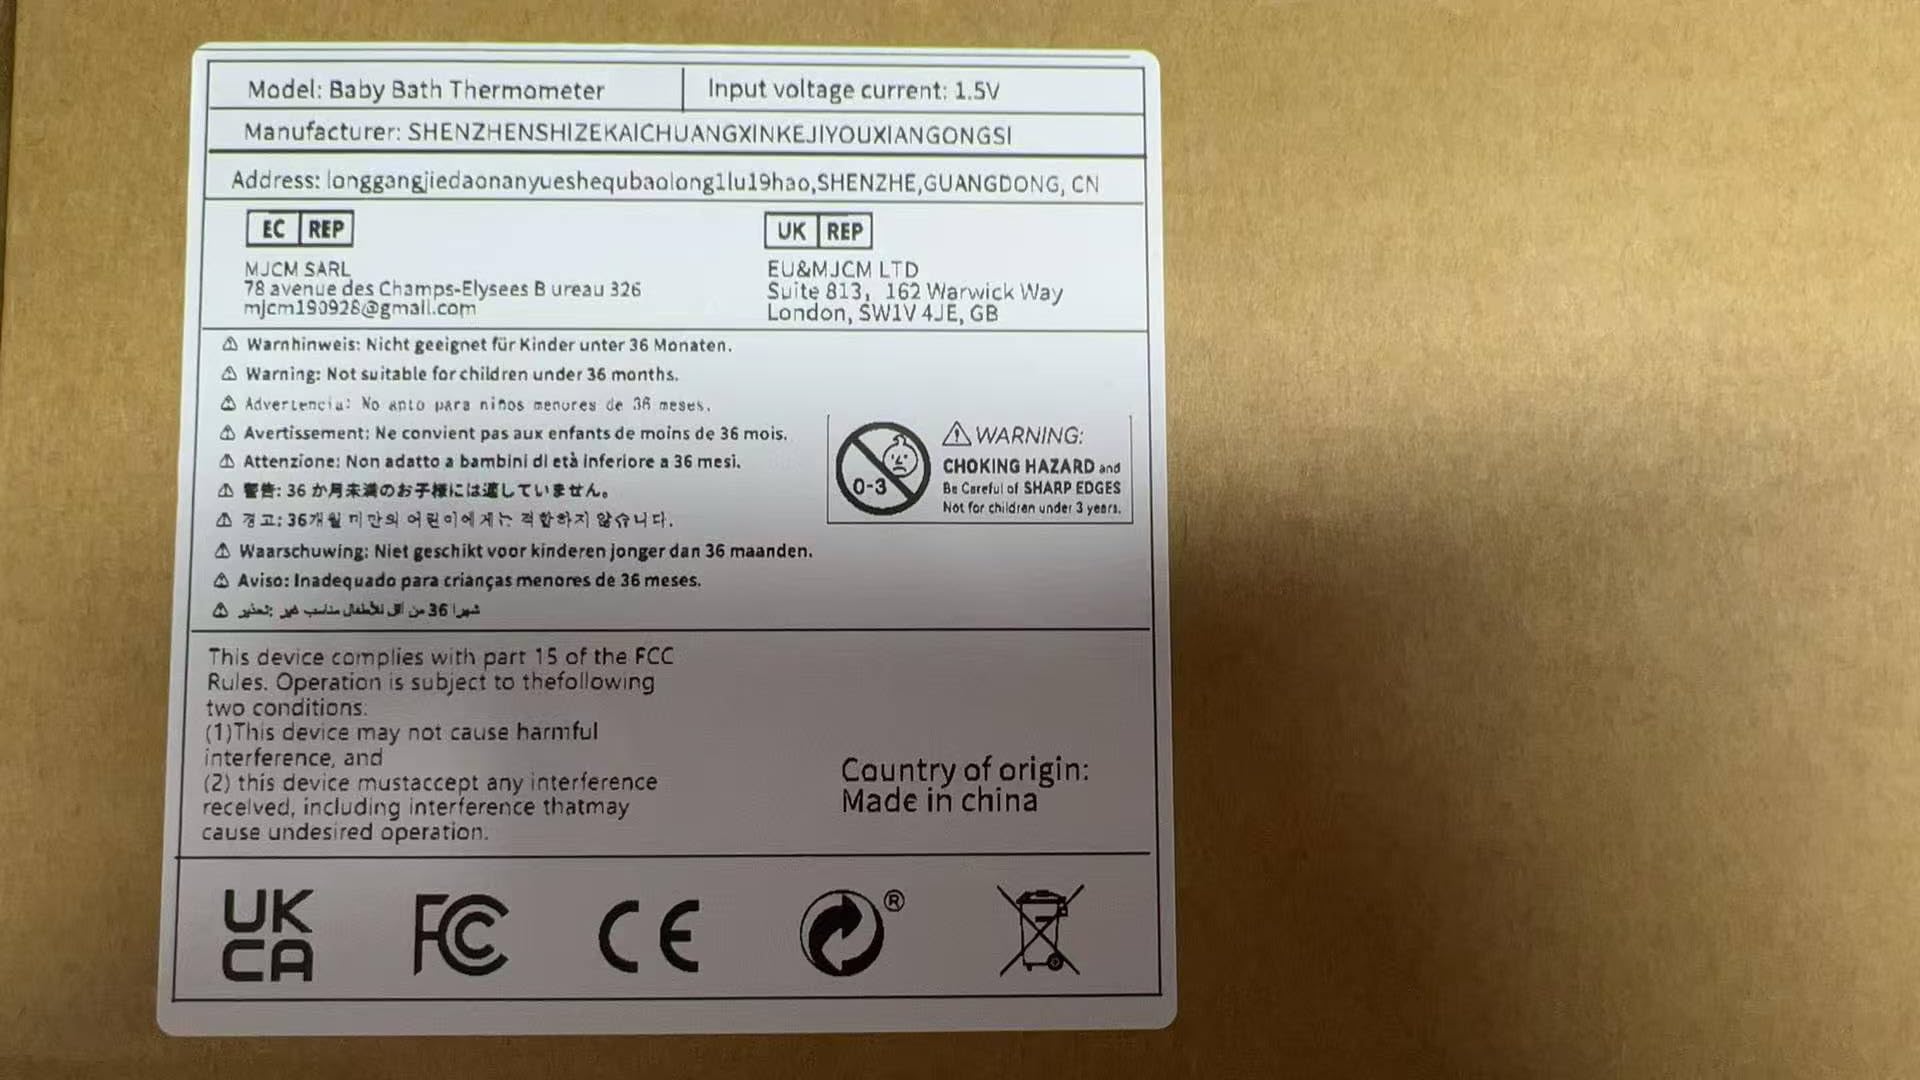 Model: Baby Bath Thermometer
Input voltage current: 1.5V
Manufacturer: SHENZHENSHIZEKAICHUANGXINKEJIYOUXIANGONGSI
Address: longgangjiedaonanyueshequbaolong1lu19hao,SHENZHE,GUANGDONG, CN
EC REP
MJCM SARL
78 avenue des Champs-Elysees B ureau 326
mjcm190928@gmail.com
UK REP
EU&MJCM LTD
Suite 813, 162 Warwick Way
London, SW1V 4JE, GB
⚠ Warnhinweis: Nicht geeignet für Kinder unter 36 Monaten.
⚠ Warning: Not suitable for children under 36 months.
⚠ Advertencia: No apto para niños menores de 36 meses.
⚠ Avertissement: Ne convient pas aux enfants de moins de 36 mois.
⚠ Attenzione: Non adatto a bambini di età inferiore a 36 mesi.
⚠ 警告: 36 か月未満のお子様には適していません。
⚠ 경고: 36개월 미만의 어린이에게는 적합하지 않습니다.
⚠ Waarschuwing: Niet geschikt voor kinderen jonger dan 36 maanden.
⚠ Aviso: Inadequado para crianças menores de 36 meses.
⚠ تحذير: غير مناسب للأطفال أقل من 36 شهرا
0-3
⚠ WARNING:
CHOKING HAZARD and
Be Careful of SHARP EDGES
Not for children under 3 years.
This device complies with part 15 of the FCC
Rules. Operation is subject to thefollowing
two conditions:
(1)This device may not cause harmful
interference, and
(2) this device mustaccept any interference
received, including interference thatmay
cause undesired operation.
Country of origin:
Made in china
UK
CA
FC
CE
®